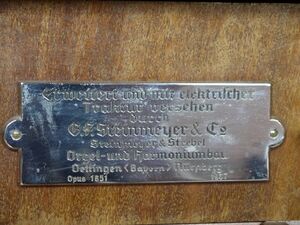 Erweitert und mit elektrischer
Traktur versehen
durch
G.F. Steinmeyer & Co
Steinmeyer & Strebel
Orgel- und Harmoniumbau
Oettingen (Bayern) Nürnberg
Opus 1851